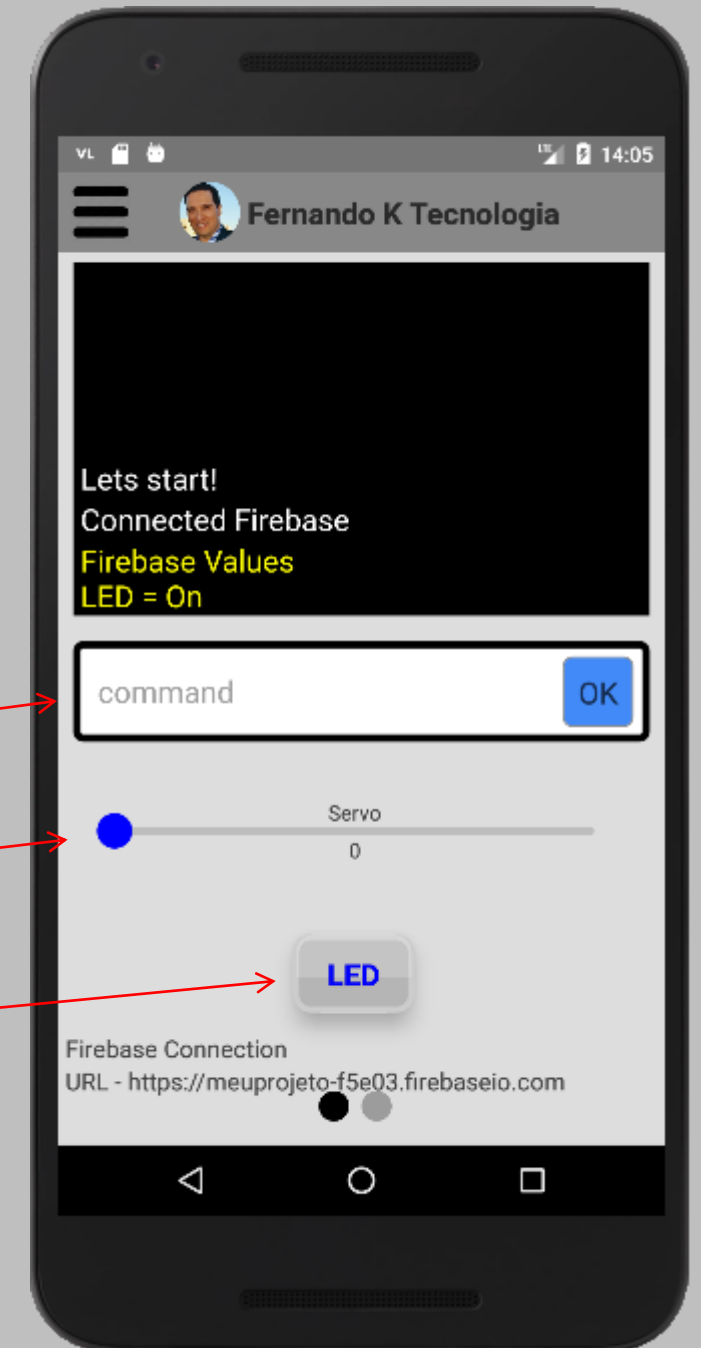 VL LTE 14:05
Fernando K Tecnologia
Lets start!
Connected Firebase
Firebase Values
LED = On
command OK
Servo
0
LED
Firebase Connection
URL - https://meuprojeto-f5e03.firebaseio.com